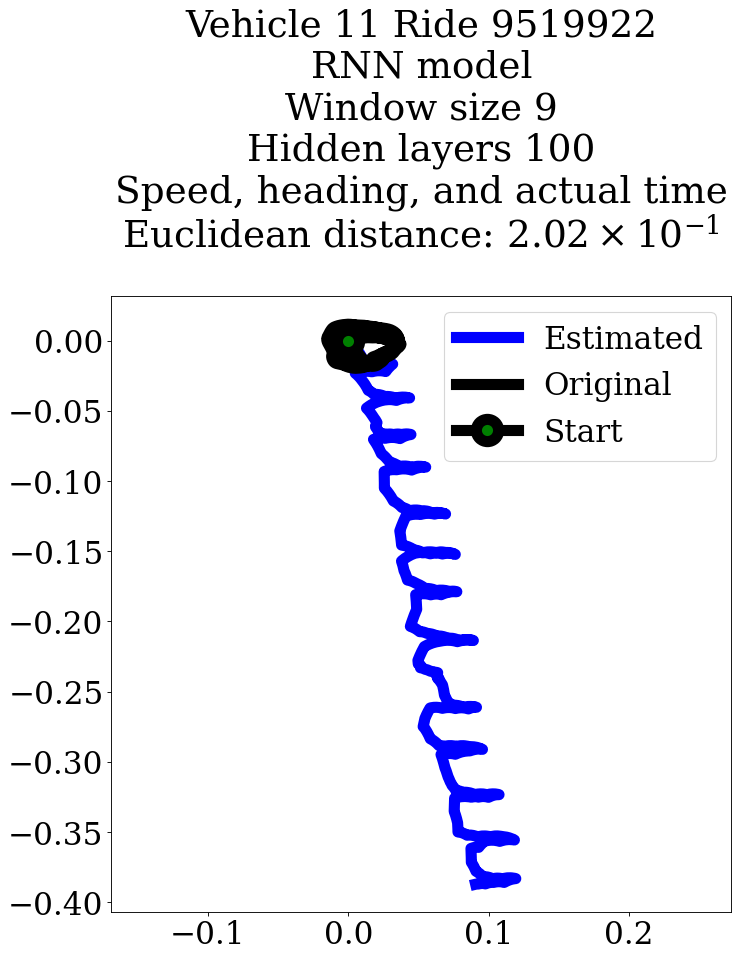 Vehicle 11 Ride 9519922
RNN model
Window size 9
Hidden layers 100
Speed, heading, and actual time
Euclidean distance: 2.02 × 10⁻¹
Estimated
Original
Start
0.00
−0.05
−0.10
−0.15
−0.20
−0.25
−0.30
−0.35
−0.40
−0.1 0.0 0.1 0.2